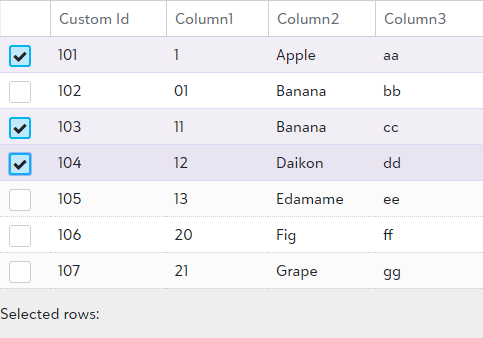 Custom Id Column1 Column2 Column3
101 1 Apple aa
102 01 Banana bb
103 11 Banana cc
104 12 Daikon dd
105 13 Edamame ee
106 20 Fig ff
107 21 Grape gg
Selected rows: